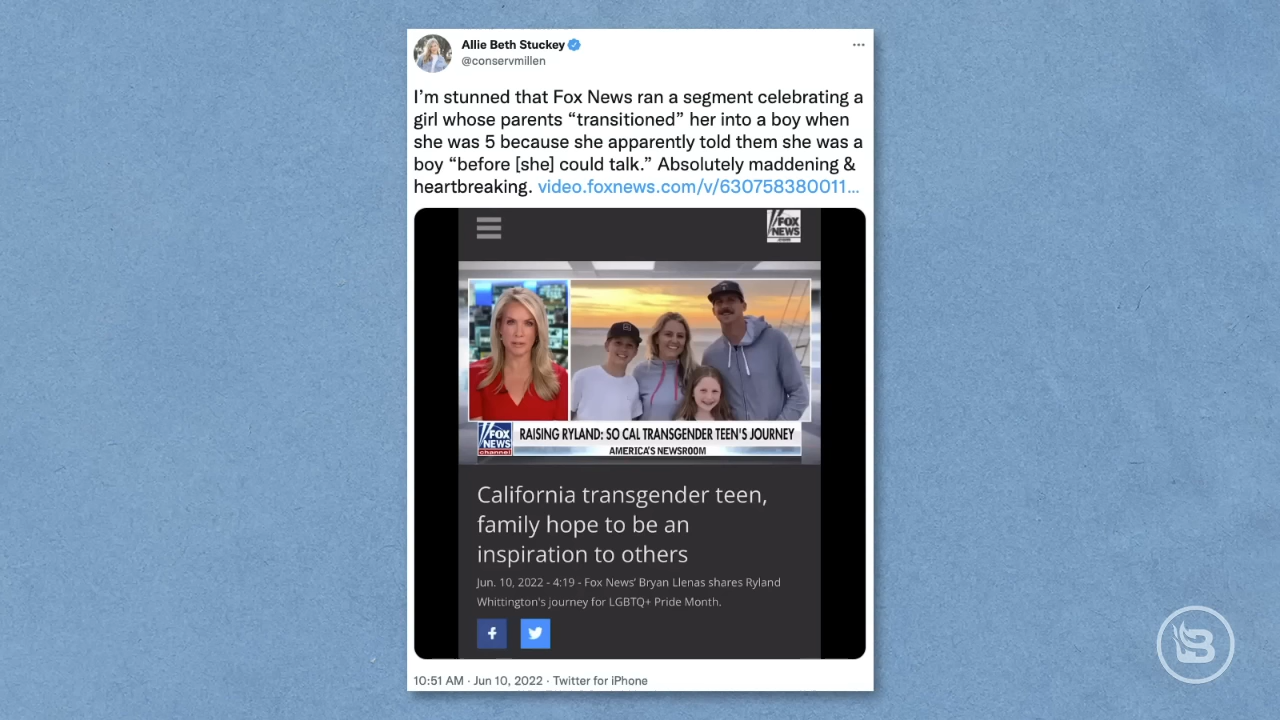 Allie Beth Stuckey
@conservmillen
I’m stunned that Fox News ran a segment celebrating a
girl whose parents “transitioned” her into a boy when
she was 5 because she apparently told them she was a
boy “before [she] could talk.” Absolutely maddening &
heartbreaking. video.foxnews.com/v/630758380011…
FOX
NEWS
FOX
NEWS
channel
RAISING RYLAND: SO CAL TRANSGENDER TEEN'S JOURNEY
AMERICA'S NEWSROOM
California transgender teen,
family hope to be an
inspiration to others
Jun. 10, 2022 - 4:19 - Fox News' Bryan Llenas shares Ryland
Whittington's journey for LGBTQ+ Pride Month.
10:51 AM · Jun 10, 2022 · Twitter for iPhone
B